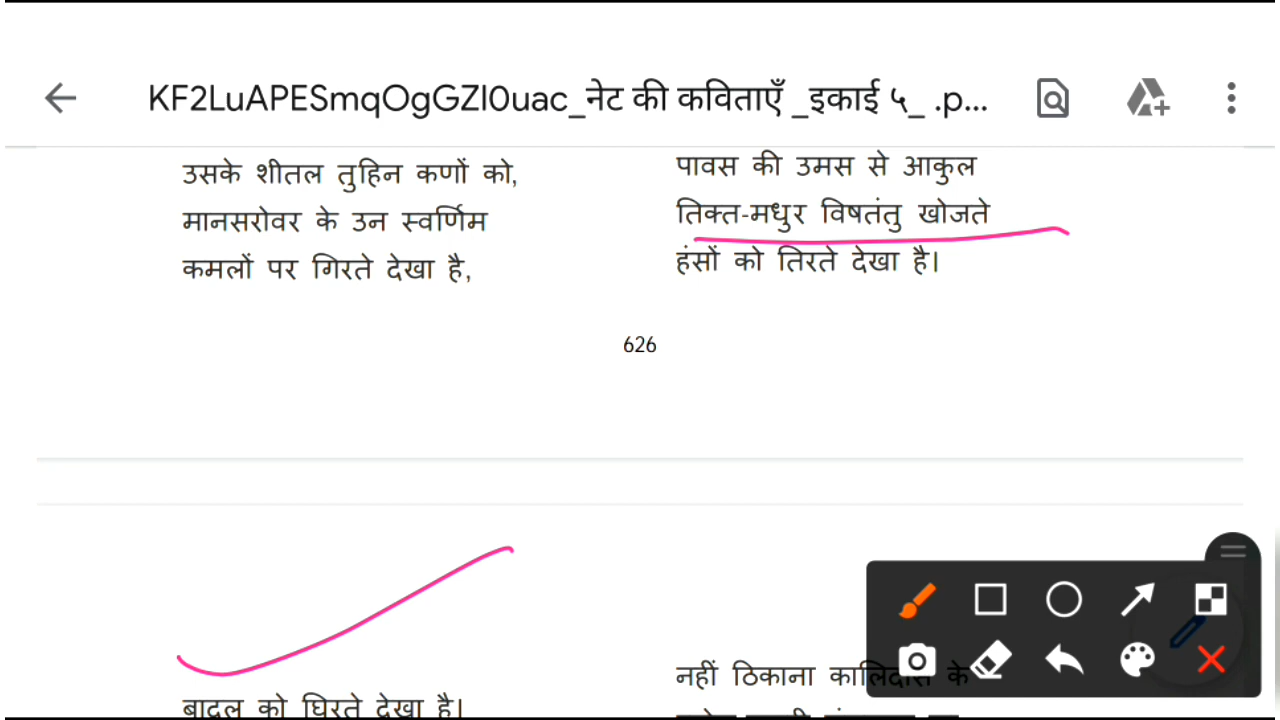 KF2LuAPESmqOgGZI0uac_नेट की कविताएँ _इकाई ५_ .p...
उसके शीतल तुहिन कणों को,
मानसरोवर के उन स्वर्णिम
कमलों पर गिरते देखा है,
पावस की उमस से आकुल
तिक्त-मधुर विषतंतु खोजते
हंसों को तिरते देखा है।
626
बादल को घिरते देखा है।
नहीं ठिकाना कालिदास के